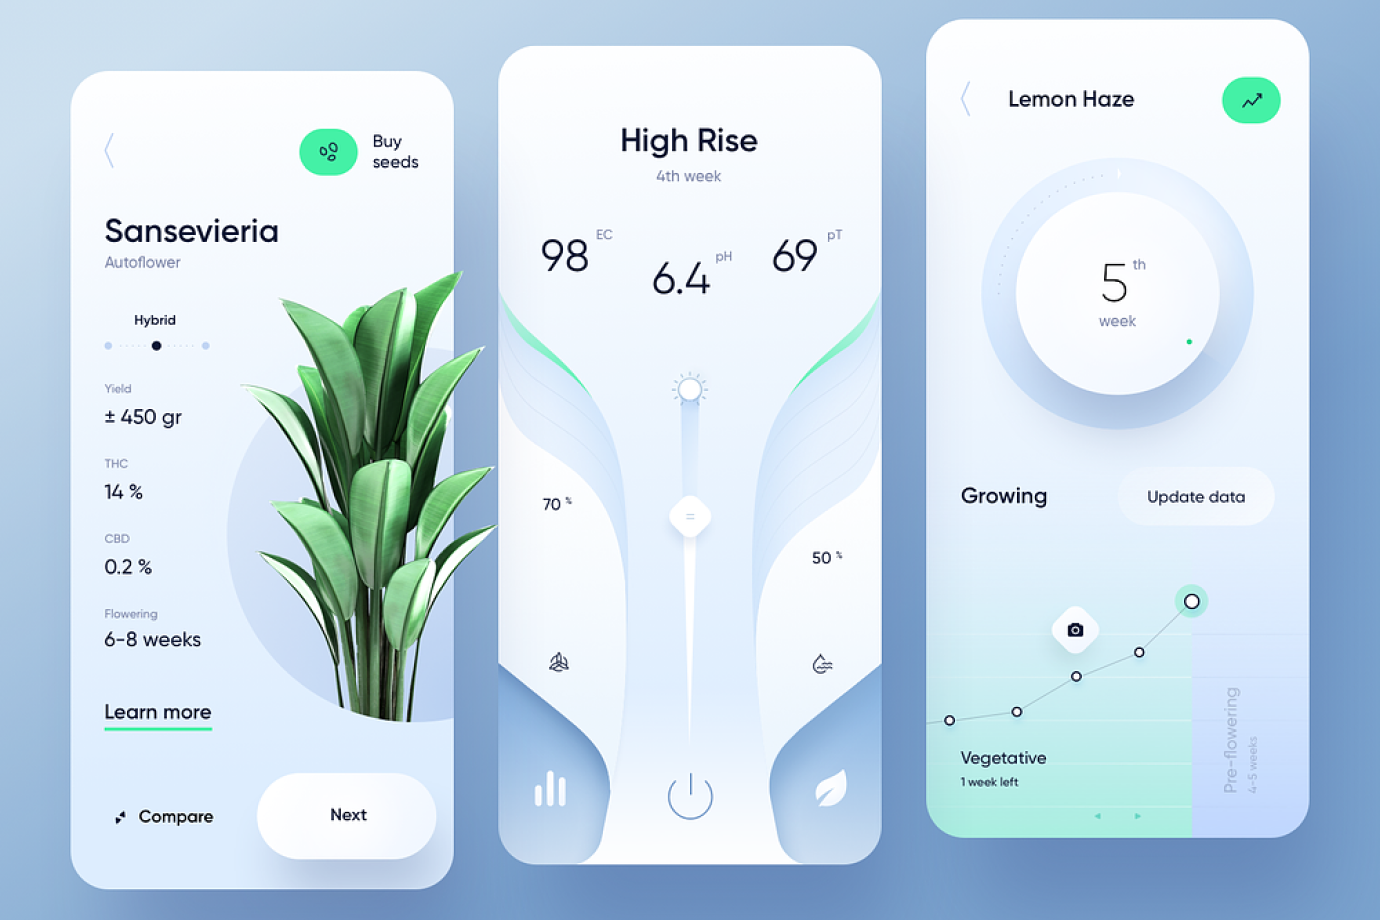 Buy
seeds
Sansevieria
Autoflower
Hybrid
Yield
± 450 gr
THC
14 %
CBD
0.2 %
Flowering
6-8 weeks
Learn more
Compare
Next
High Rise
4th week
98 EC
6.4 pH
69 pT
70 %
50 %
Lemon Haze
5 th
week
Growing
Update data
Vegetative
1 week left
Pre-flowering
4-5 weeks